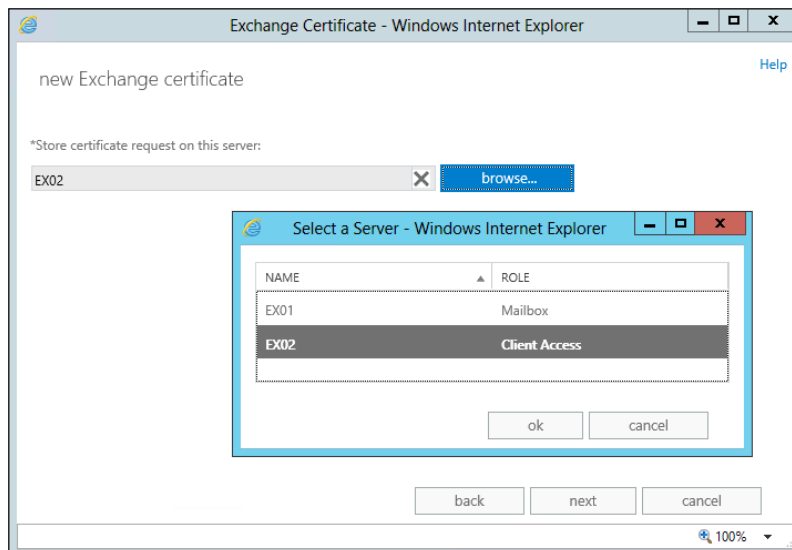 Exchange Certificate - Windows Internet Explorer
Help
new Exchange certificate
*Store certificate request on this server:
EX02 browse...
Select a Server - Windows Internet Explorer
NAME ROLE
EX01 Mailbox
EX02 Client Access
ok cancel
back next cancel
100%